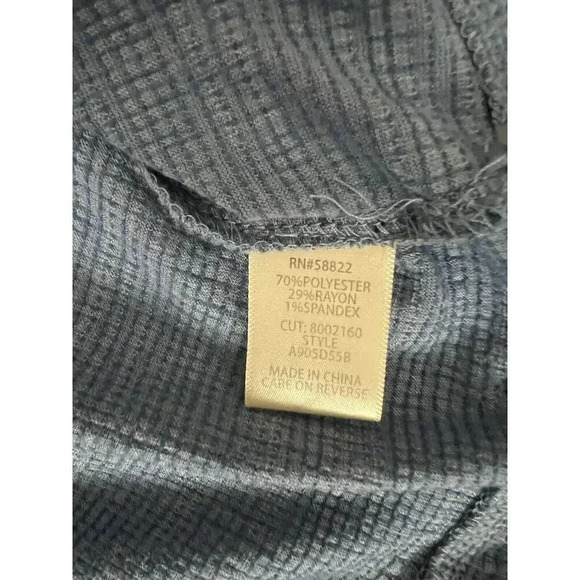 RN#58822
70%POLYESTER
29%RAYON
1%SPANDEX
CUT: 8002160
STYLE
A905D55B
MADE IN CHINA
CARE ON REVERSE